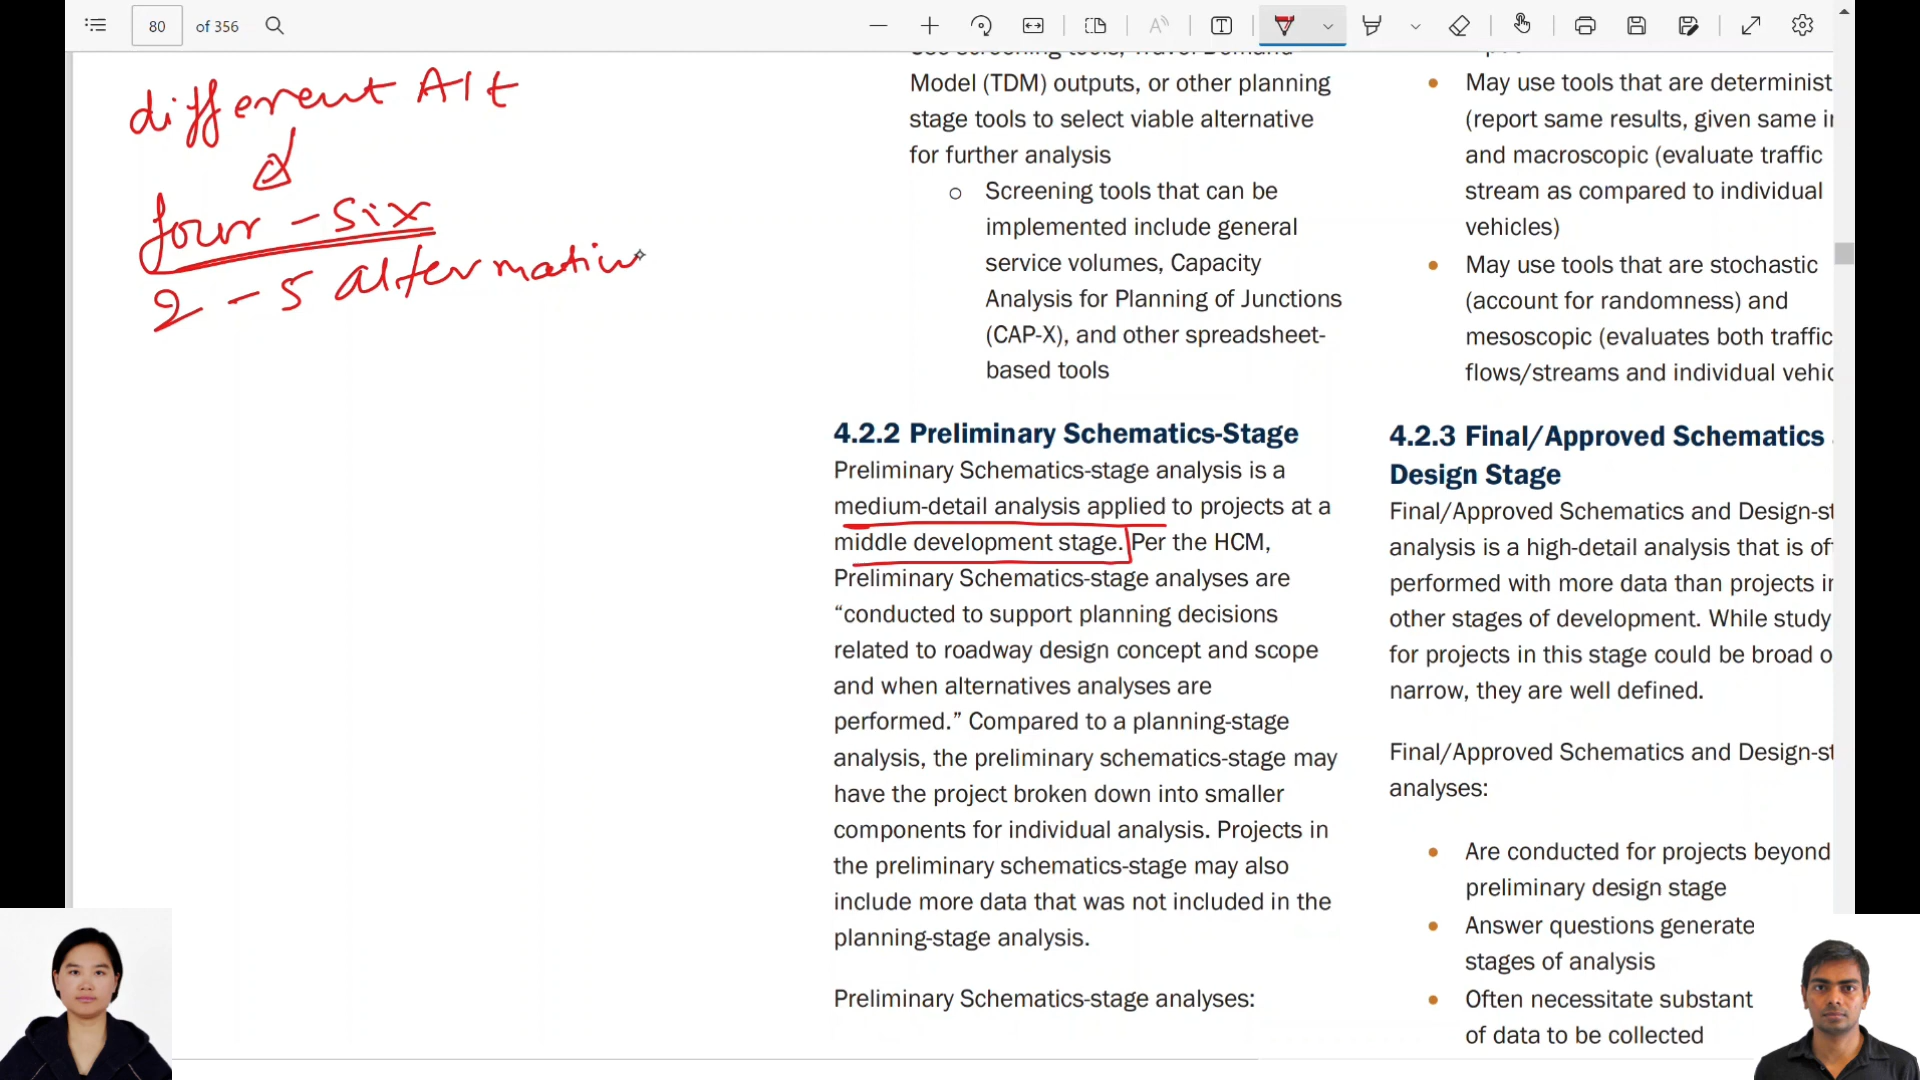 80 of 356
different Alt
four - six
2 - 5 alternativ
Model (TDM) outputs, or other planning
stage tools to select viable alternative
for further analysis
o Screening tools that can be
implemented include general
service volumes, Capacity
Analysis for Planning of Junctions
(CAP-X), and other spreadsheet-
based tools
4.2.2 Preliminary Schematics-Stage
Preliminary Schematics-stage analysis is a
medium-detail analysis applied to projects at a
middle development stage. Per the HCM,
Preliminary Schematics-stage analyses are
“conducted to support planning decisions
related to roadway design concept and scope
and when alternatives analyses are
performed.” Compared to a planning-stage
analysis, the preliminary schematics-stage may
have the project broken down into smaller
components for individual analysis. Projects in
the preliminary schematics-stage may also
include more data that was not included in the
planning-stage analysis.
Preliminary Schematics-stage analyses:
• May use tools that are determinist
(report same results, given same i
and macroscopic (evaluate traffic
stream as compared to individual
vehicles)
• May use tools that are stochastic
(account for randomness) and
mesoscopic (evaluates both traffic
flows/streams and individual vehic
4.2.3 Final/Approved Schematics
Design Stage
Final/Approved Schematics and Design-st
analysis is a high-detail analysis that is of
performed with more data than projects i
other stages of development. While study
for projects in this stage could be broad o
narrow, they are well defined.
Final/Approved Schematics and Design-st
analyses:
• Are conducted for projects beyond
preliminary design stage
• Answer questions generate
stages of analysis
• Often necessitate substant
of data to be collected